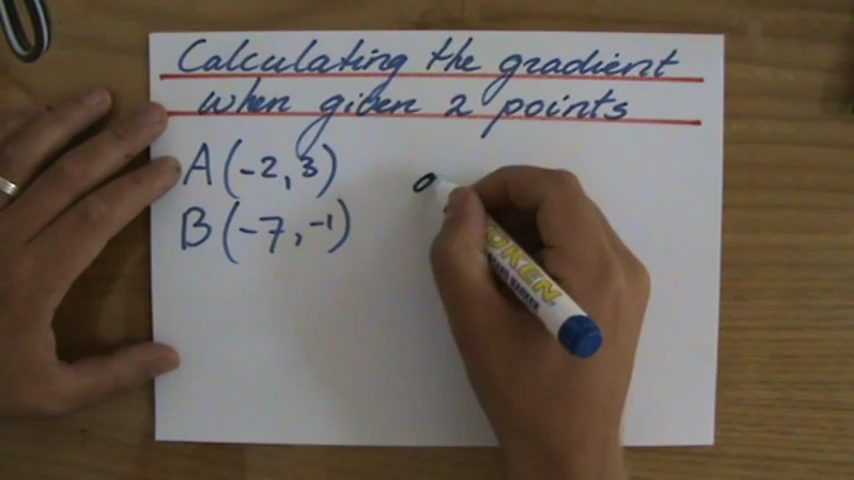 Calculating the gradient
when given 2 points
A (-2, 3)
B (-7, -1)